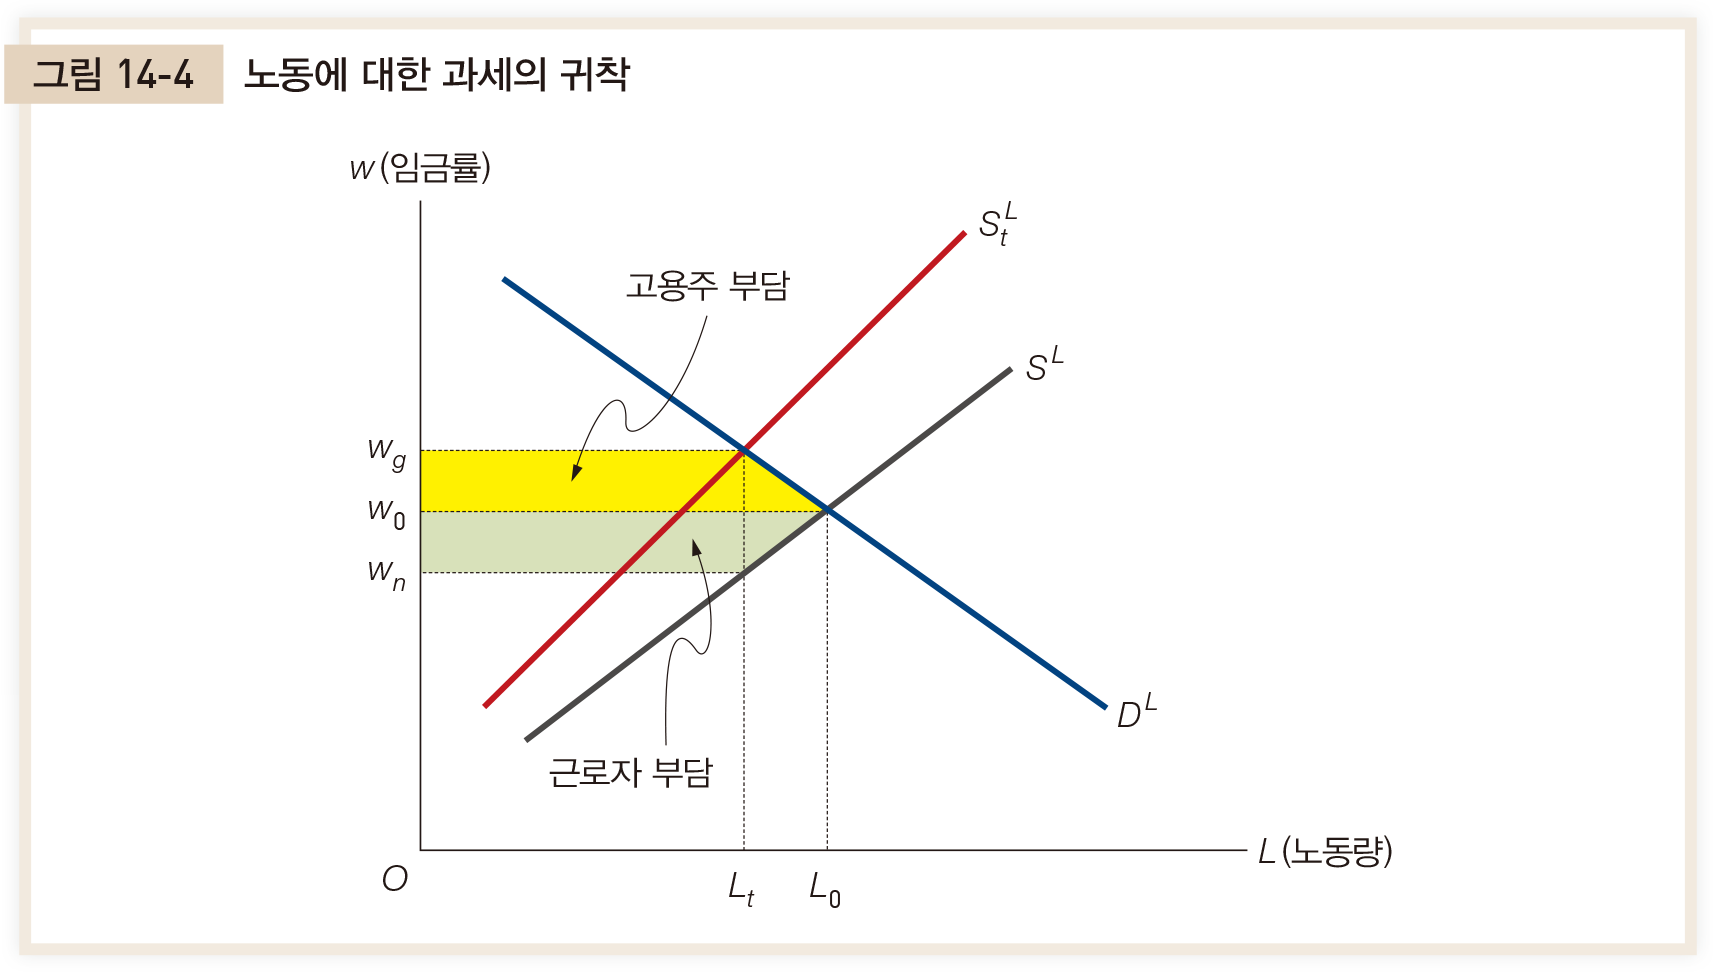 그림 14-4 노동에 대한 과세의 귀착
w (임금률)
S_t^L
고용주 부담
S^L
w_g
w_0
w_n
D^L
근로자 부담
L (노동량)
O
L_t
L_0